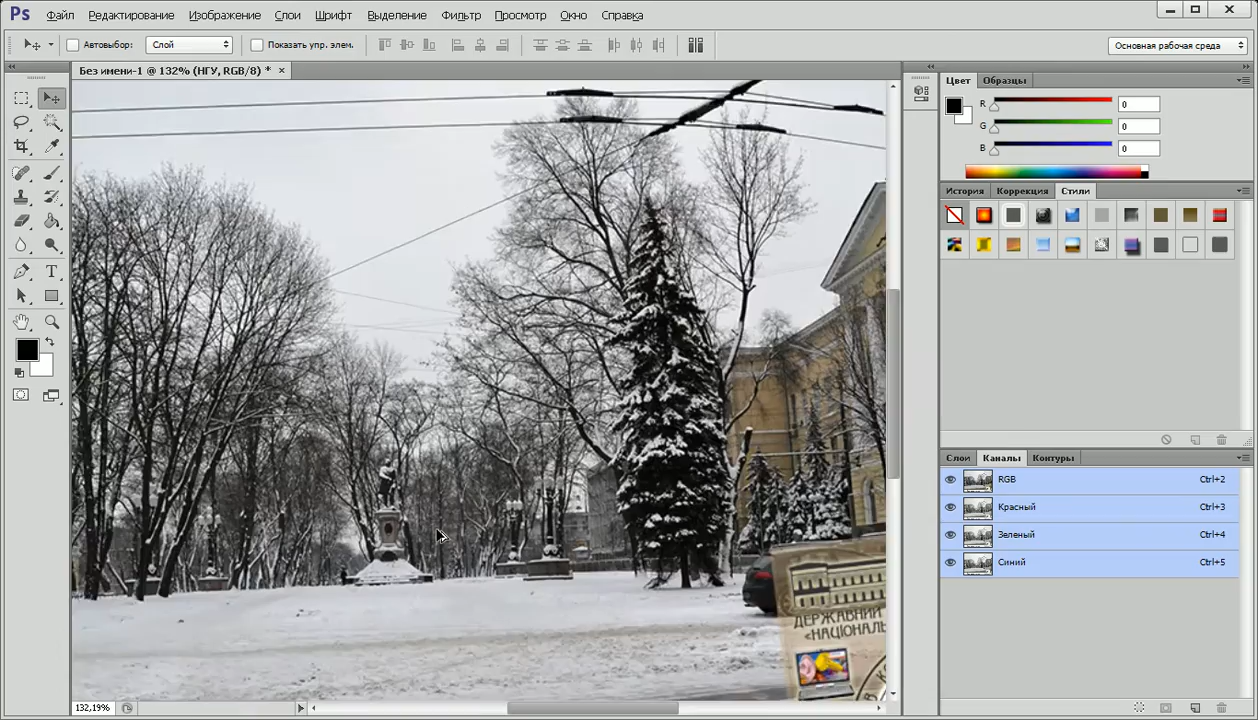 Ps Файл Редактирование Изображение Слои Шрифт Выделение Фильтр Просмотр Окно Справка
Автовыбор: Слой Показать упр. элем. Основная рабочая среда
Без имени-1 @ 132% (НГУ, RGB/8) * ×
Цвет Образцы
R 0
G 0
B 0
История Коррекция Стили
Слои Каналы Контуры
RGB Ctrl+2
Красный Ctrl+3
Зеленый Ctrl+4
Синий Ctrl+5
ДЕРЖАВНИЙ
«НАЦІОНАЛЬ
132,19%